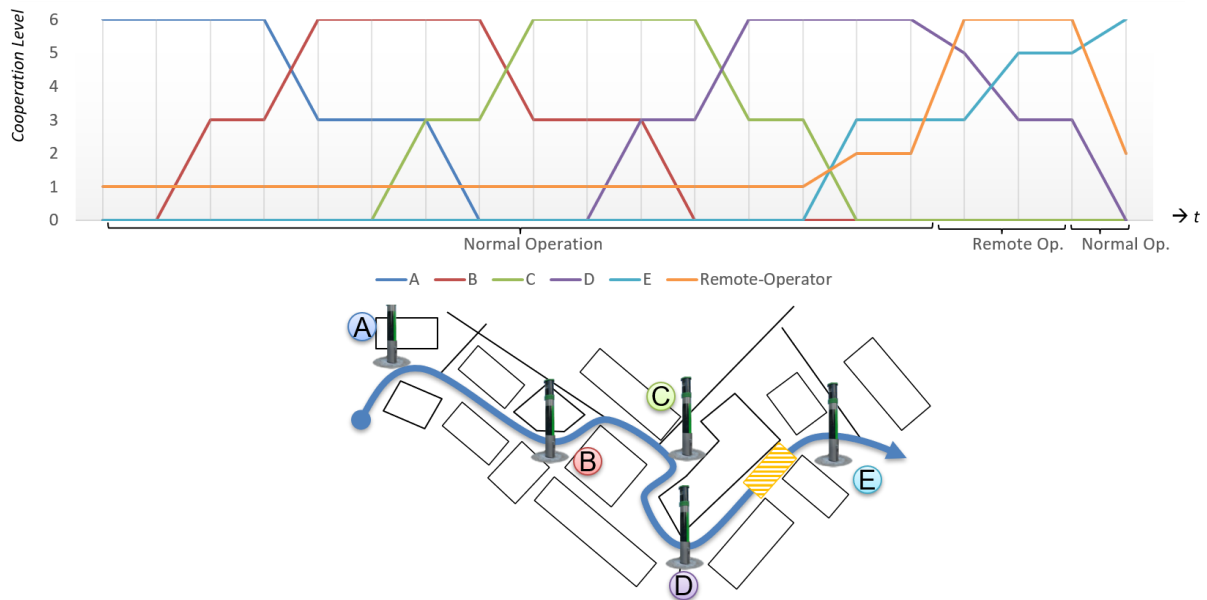 Cooperation Level
6
5
4
3
2
1
0
→ t
Normal Operation
Remote Op.
Normal Op.
A
B
C
D
E
Remote-Operator
A
C
B
E
D